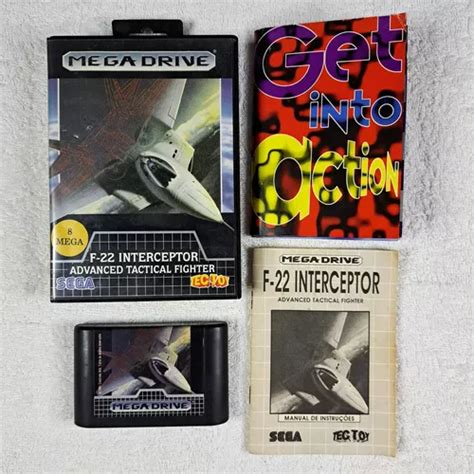 MEGA DRIVE
8
MEGA
F-22 INTERCEPTOR
ADVANCED TACTICAL FIGHTER
SEGA
TEC TOY
Get
into
action
MEGA DRIVE
MEGA DRIVE
F-22 INTERCEPTOR
ADVANCED TACTICAL FIGHTER
MANUAL DE INSTRUÇÕES
SEGA
TEC TOY